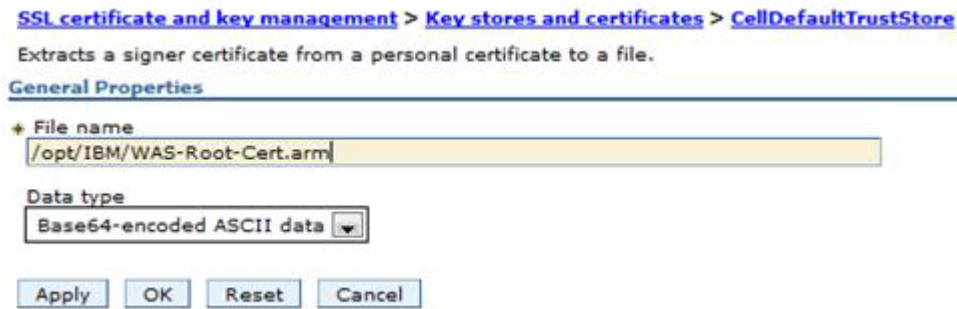 SSL certificate and key management > Key stores and certificates > CellDefaultTrustStore
Extracts a signer certificate from a personal certificate to a file.
General Properties
File name
/opt/IBM/WAS-Root-Cert.arm
Data type
Base64-encoded ASCII data
Apply OK Reset Cancel